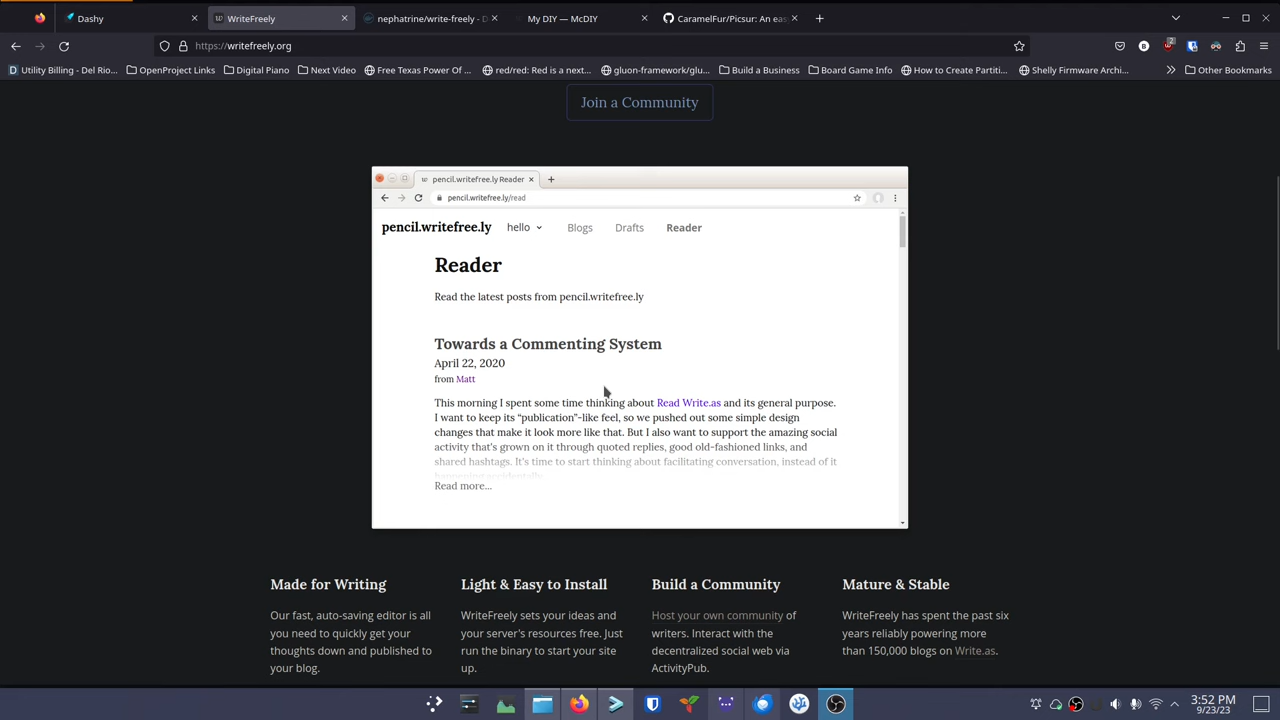 Dashy
WriteFreely
nephatrine/write-freely - D
My DIY — McDIY
CaramelFur/Picsur: An eas
https://writefreely.org
2
Utility Billing - Del Rio...
OpenProject Links
Digital Piano
Next Video
Free Texas Power Of ...
red/red: Red is a next...
gluon-framework/glu...
Build a Business
Board Game Info
How to Create Partiti...
Shelly Firmware Archi...
Other Bookmarks
Join a Community
pencil.writefree.ly Reader
pencil.writefree.ly/read
pencil.writefree.ly
hello
Blogs
Drafts
Reader
Reader
Read the latest posts from pencil.writefree.ly
Towards a Commenting System
April 22, 2020
from Matt
This morning I spent some time thinking about Read Write.as and its general purpose.
I want to keep its “publication”-like feel, so we pushed out some simple design
changes that make it look more like that. But I also want to support the amazing social
activity that's grown on it through quoted replies, good old-fashioned links, and
shared hashtags. It's time to start thinking about facilitating conversation, instead of it
happening accidentally.
Read more...
Made for Writing
Our fast, auto-saving editor is all
you need to quickly get your
thoughts down and published to
your blog.
Light & Easy to Install
WriteFreely sets your ideas and
your server's resources free. Just
run the binary to start your site
up.
Build a Community
Host your own community of
writers. Interact with the
decentralized social web via
ActivityPub.
Mature & Stable
WriteFreely has spent the past six
years reliably powering more
than 150,000 blogs on Write.as.
3:52 PM
9/23/23